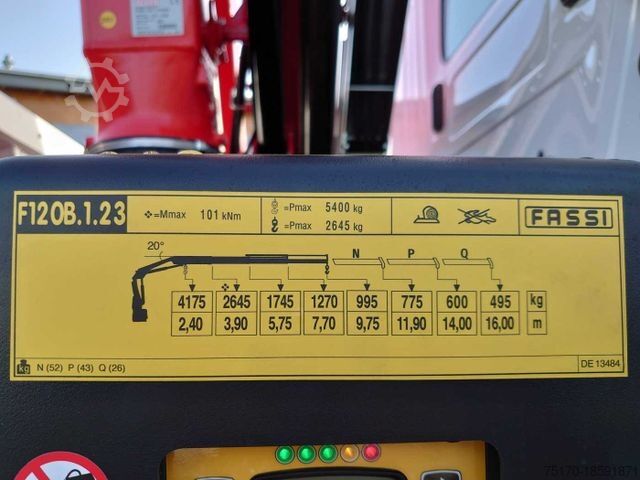 F120B.1.23
=Mmax 101 kNm
=Pmax 5400 kg
=Pmax 2645 kg
FASSI
20°
N P Q
4175 2645 1745 1270 995 775 600 495 kg
2,40 3,90 5,75 7,70 9,75 11,90 14,00 16,00 m
kg N (52) P (43) Q (26)
DE 13484
75170-18591871